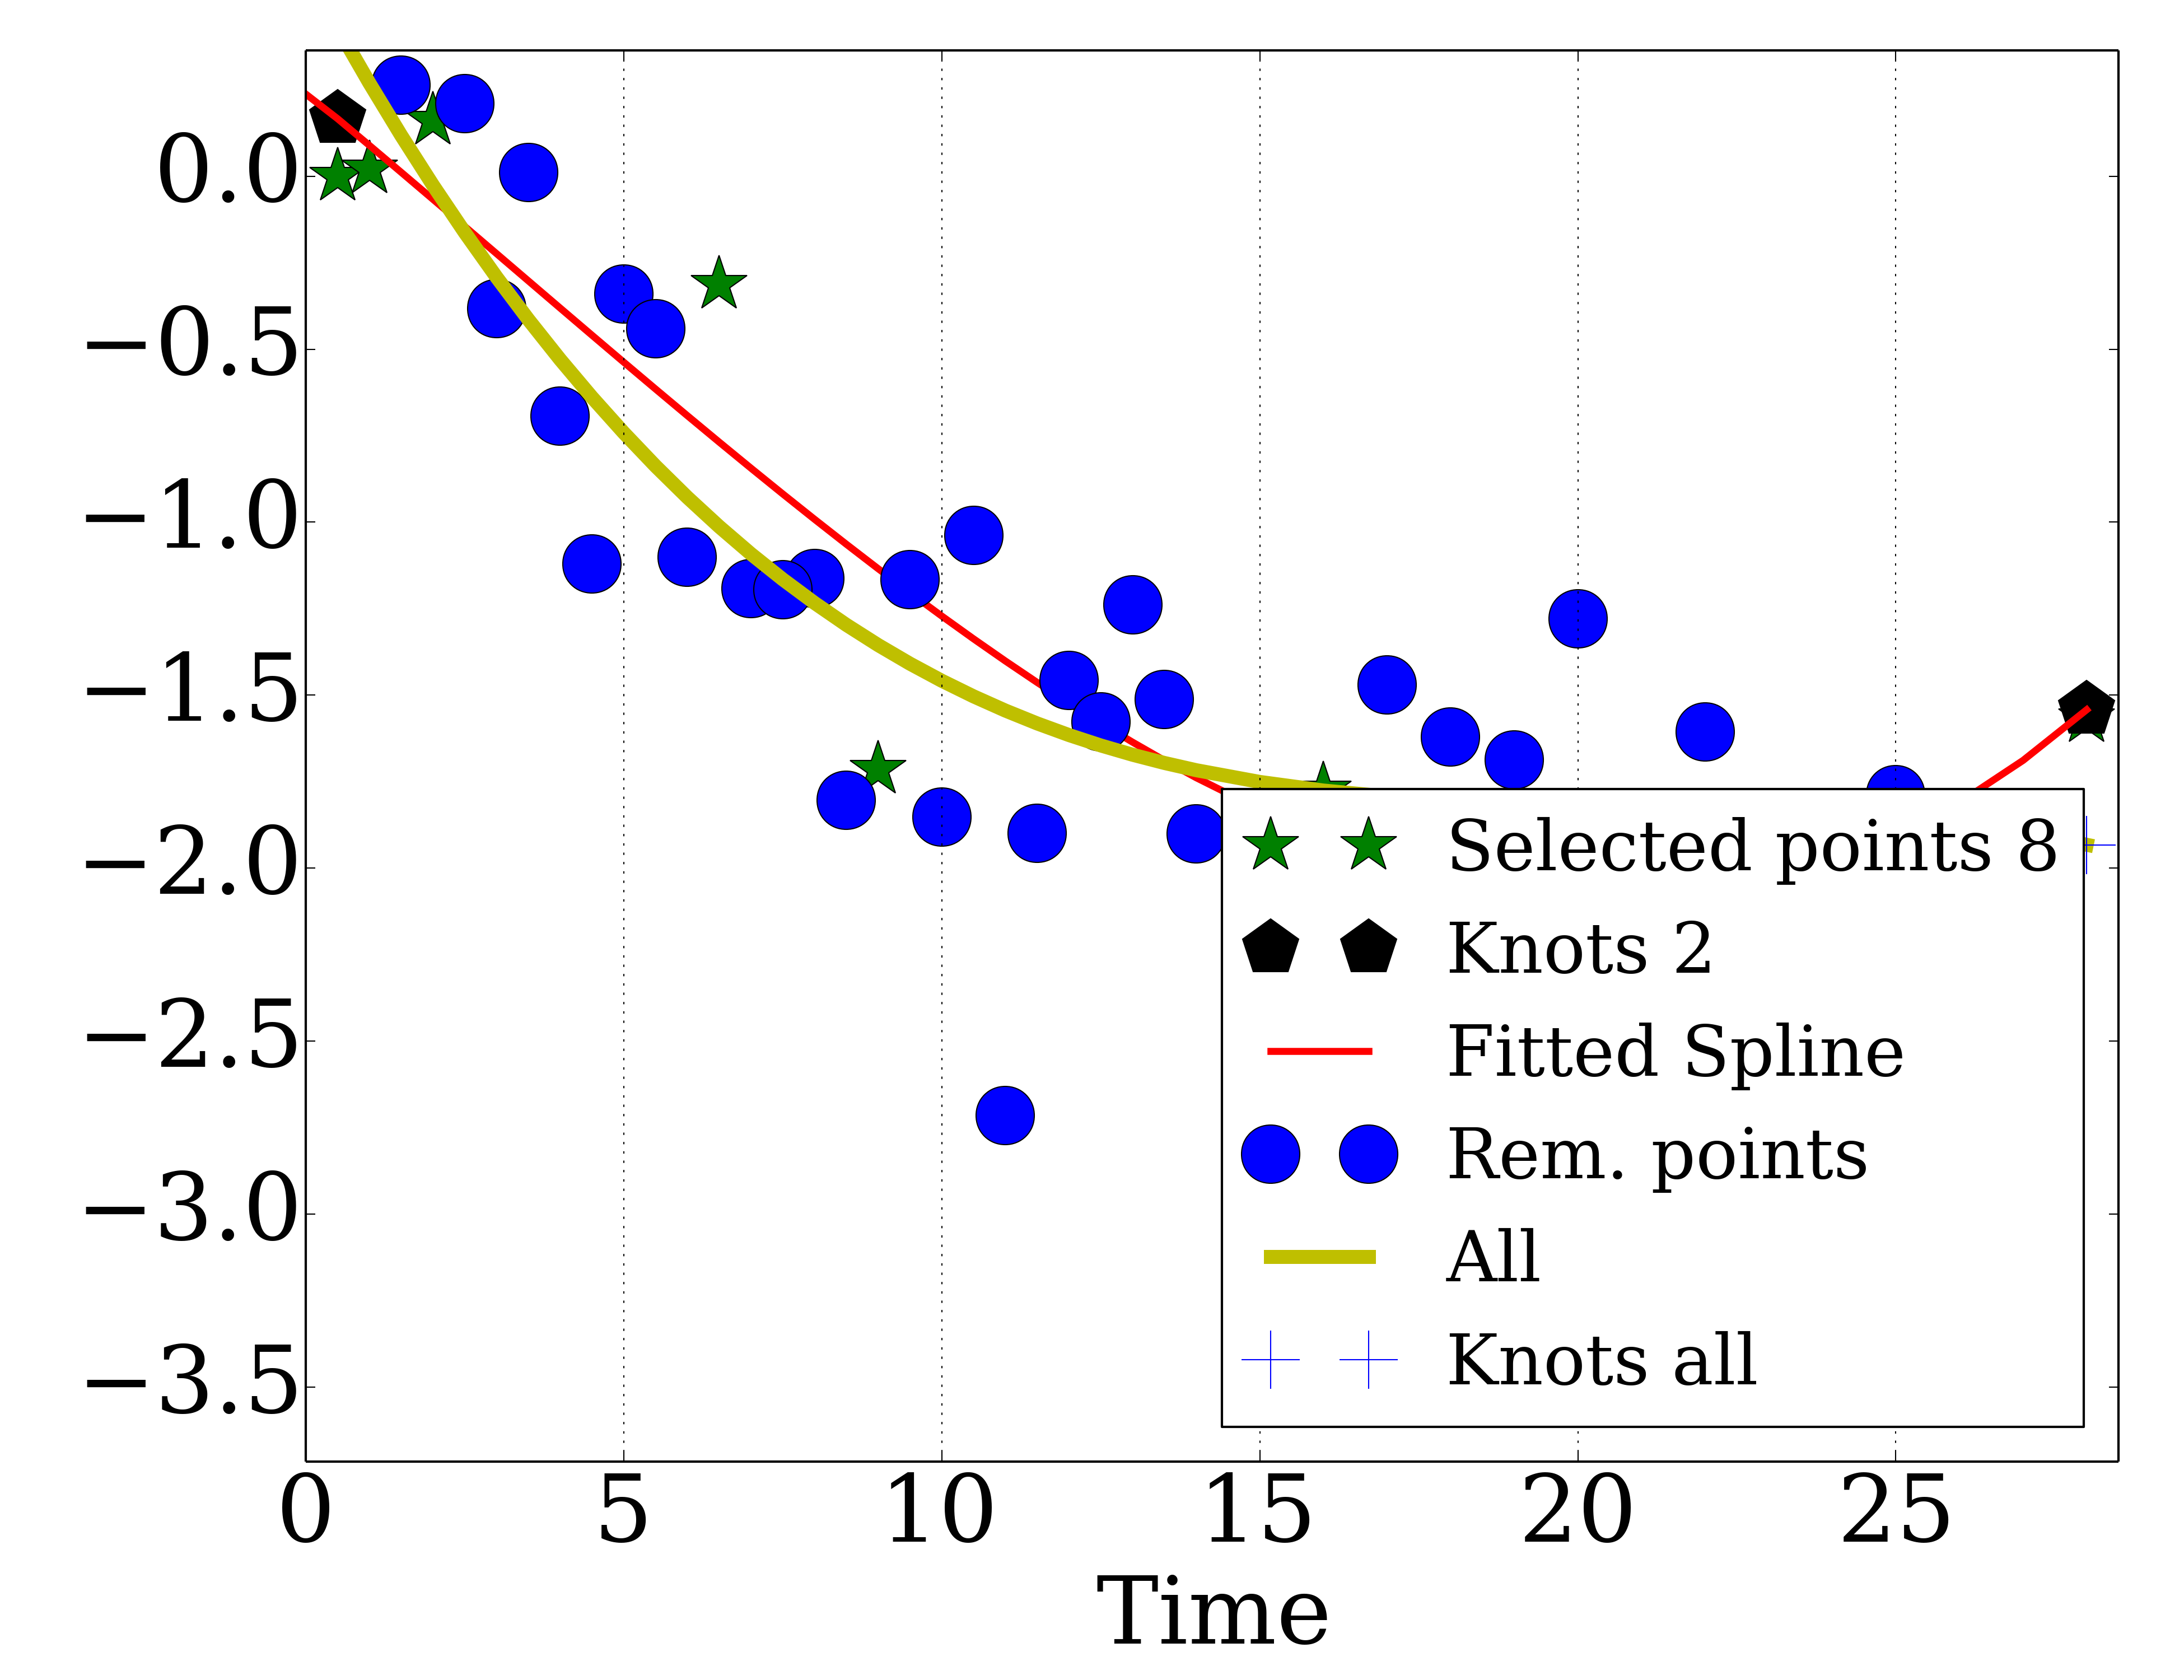 0.0
−0.5
−1.0
−1.5
−2.0
−2.5
−3.0
−3.5
Selected points 8
Knots 2
Fitted Spline
Rem. points
All
Knots all
0 5 10 15 20 25
Time